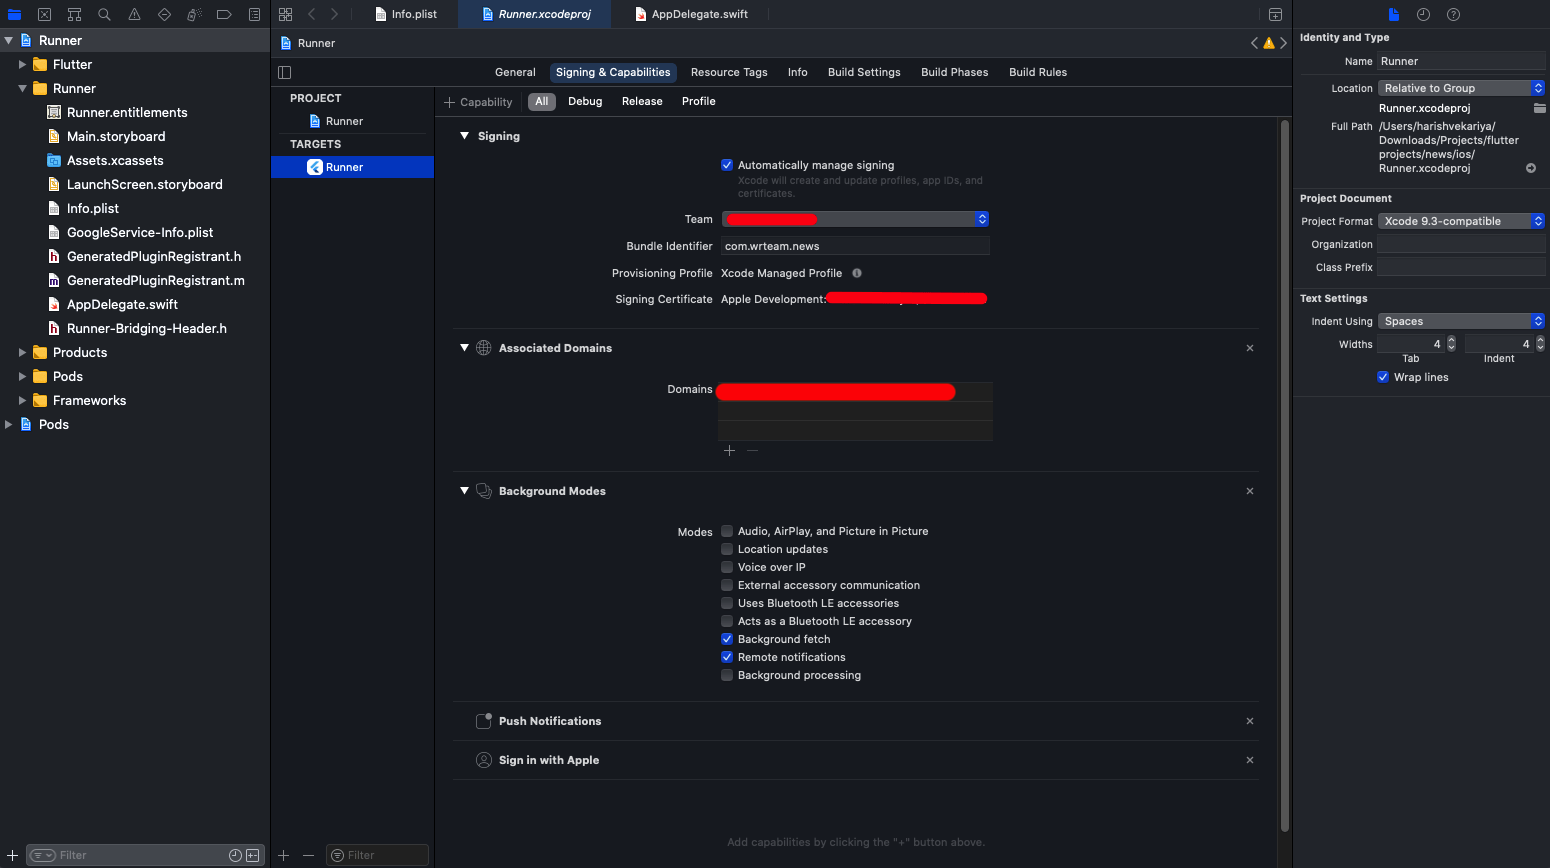 Info.plist
Runner.xcodeproj
AppDelegate.swift
Runner
Flutter
Runner
Runner.entitlements
Main.storyboard
Assets.xcassets
LaunchScreen.storyboard
Info.plist
GoogleService-Info.plist
GeneratedPluginRegistrant.h
GeneratedPluginRegistrant.m
AppDelegate.swift
Runner-Bridging-Header.h
Products
Pods
Frameworks
Pods
Filter
Runner
General
Signing & Capabilities
Resource Tags
Info
Build Settings
Build Phases
Build Rules
PROJECT
Runner
TARGETS
Runner
Filter
Capability
All
Debug
Release
Profile
Signing
Automatically manage signing
Xcode will create and update profiles, app IDs, and
certificates.
Team
Bundle Identifier com.wrteam.news
Provisioning Profile Xcode Managed Profile
Signing Certificate Apple Development:
Associated Domains
Domains
Background Modes
Modes
Audio, AirPlay, and Picture in Picture
Location updates
Voice over IP
External accessory communication
Uses Bluetooth LE accessories
Acts as a Bluetooth LE accessory
Background fetch
Remote notifications
Background processing
Push Notifications
Sign in with Apple
Add capabilities by clicking the "+" button above.
Identity and Type
Name Runner
Location Relative to Group
Runner.xcodeproj
Full Path /Users/harishvekariya/
Downloads/Projects/flutter
projects/news/ios/
Runner.xcodeproj
Project Document
Project Format Xcode 9.3-compatible
Organization
Class Prefix
Text Settings
Indent Using Spaces
Widths 4 4
Tab Indent
Wrap lines